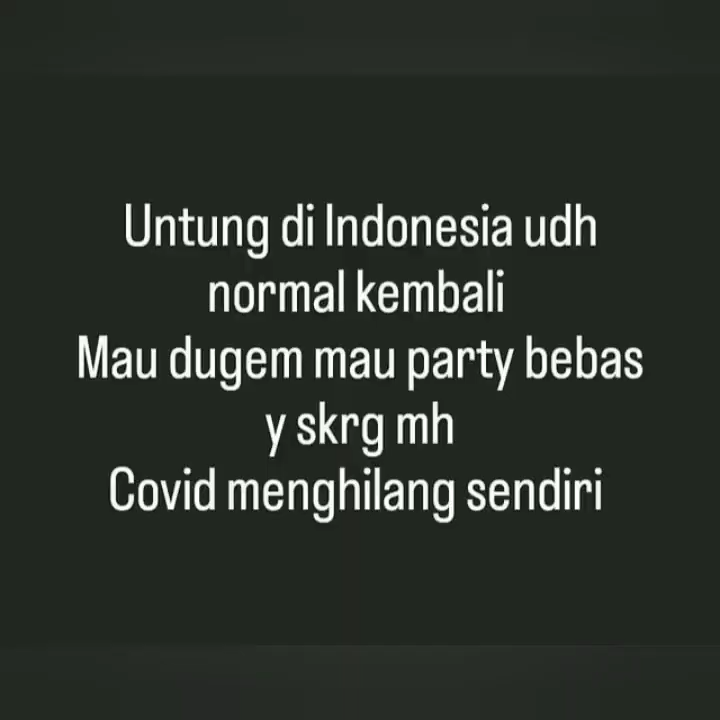 Untung di Indonesia udh
normal kembali
Mau dugem mau party bebas
y skrg mh
Covid menghilang sendiri